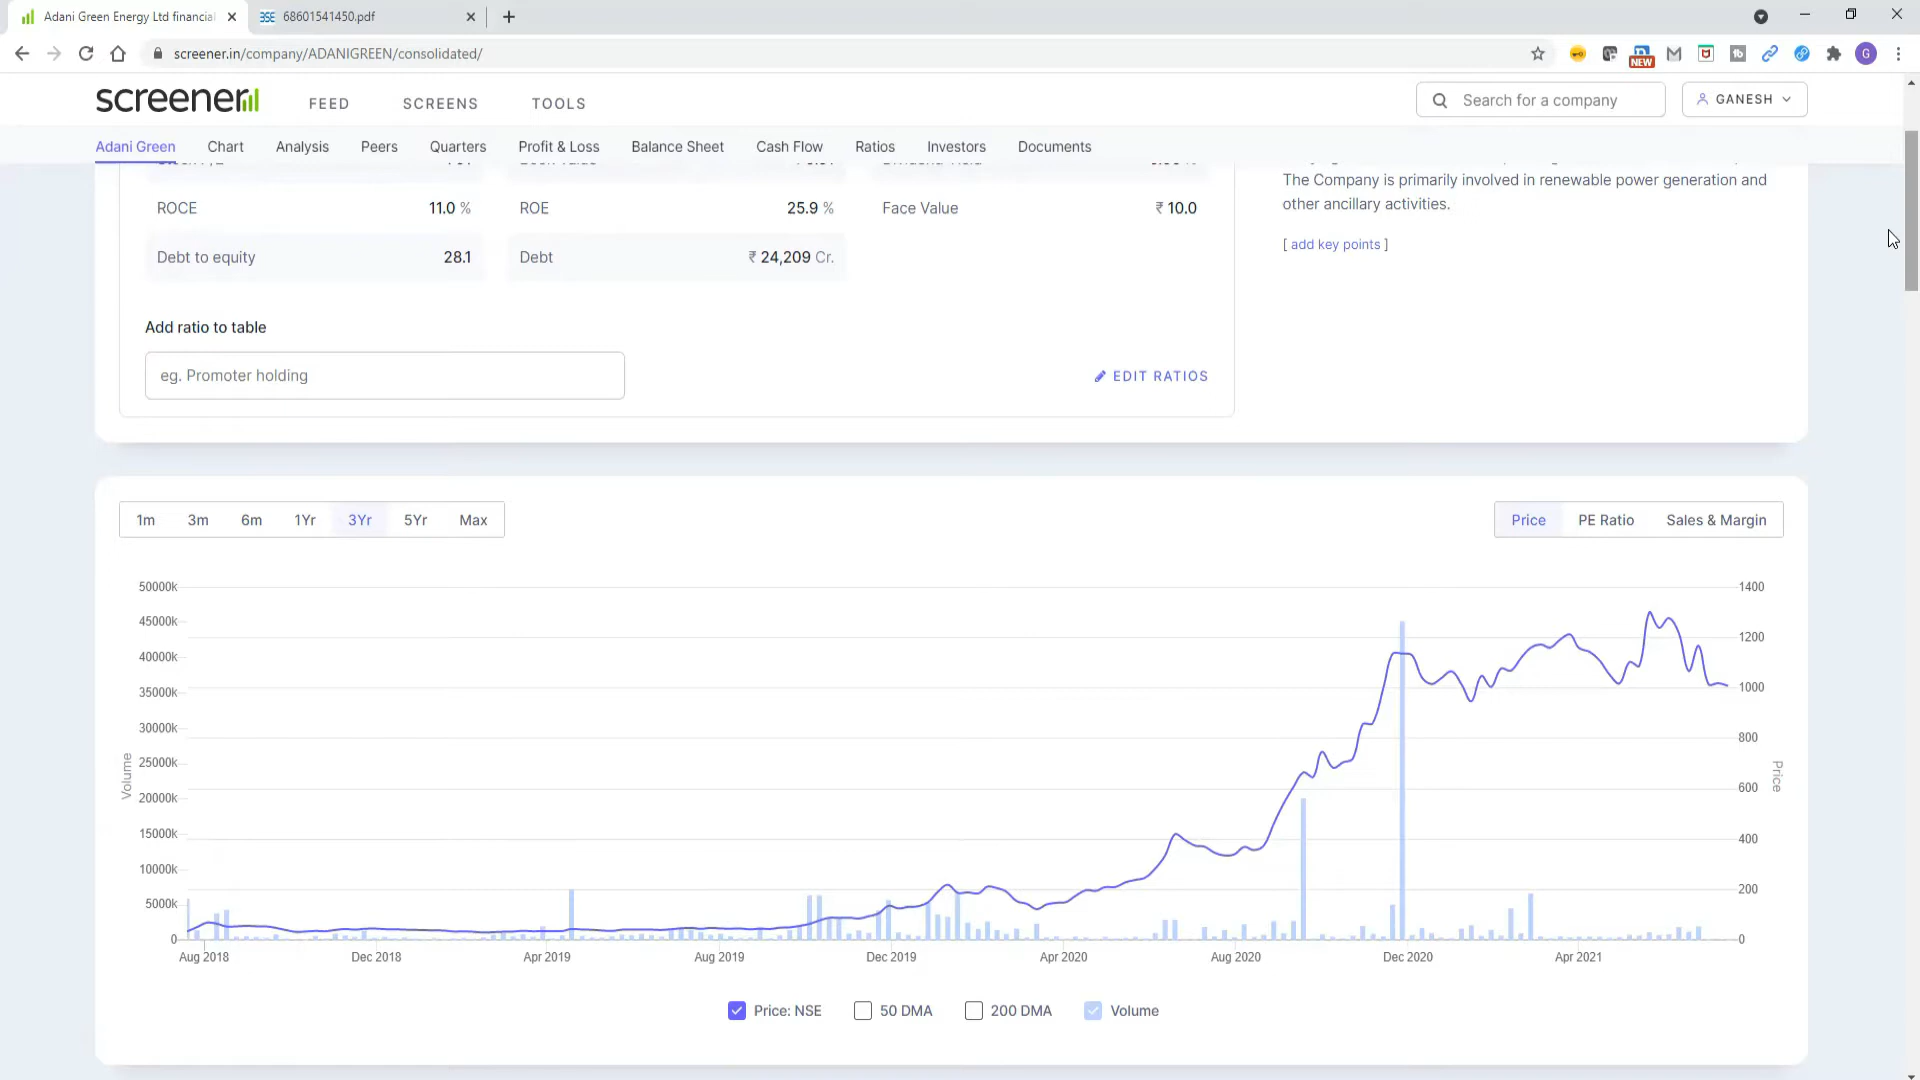 Adani Green Energy Ltd financial
BSE 68601541450.pdf
screener.in/company/ADANIGREEN/consolidated/
NEW
G
screener
FEED SCREENS TOOLS
Search for a company
GANESH
Adani Green Chart Analysis Peers Quarters Profit & Loss Balance Sheet Cash Flow Ratios Investors Documents
The Company is primarily involved in renewable power generation and
other ancillary activities.
[ add key points ]
ROCE 11.0 % ROE 25.9 % Face Value ₹ 10.0
Debt to equity 28.1 Debt ₹ 24,209 Cr.
Add ratio to table
eg. Promoter holding
EDIT RATIOS
1m 3m 6m 1Yr 3Yr 5Yr Max
Price PE Ratio Sales & Margin
50000k
45000k
40000k
35000k
30000k
25000k
20000k
15000k
10000k
5000k
0
Volume
1400
1200
1000
800
600
400
200
0
Price
Aug 2018 Dec 2018 Apr 2019 Aug 2019 Dec 2019 Apr 2020 Aug 2020 Dec 2020 Apr 2021
Price: NSE 50 DMA 200 DMA Volume